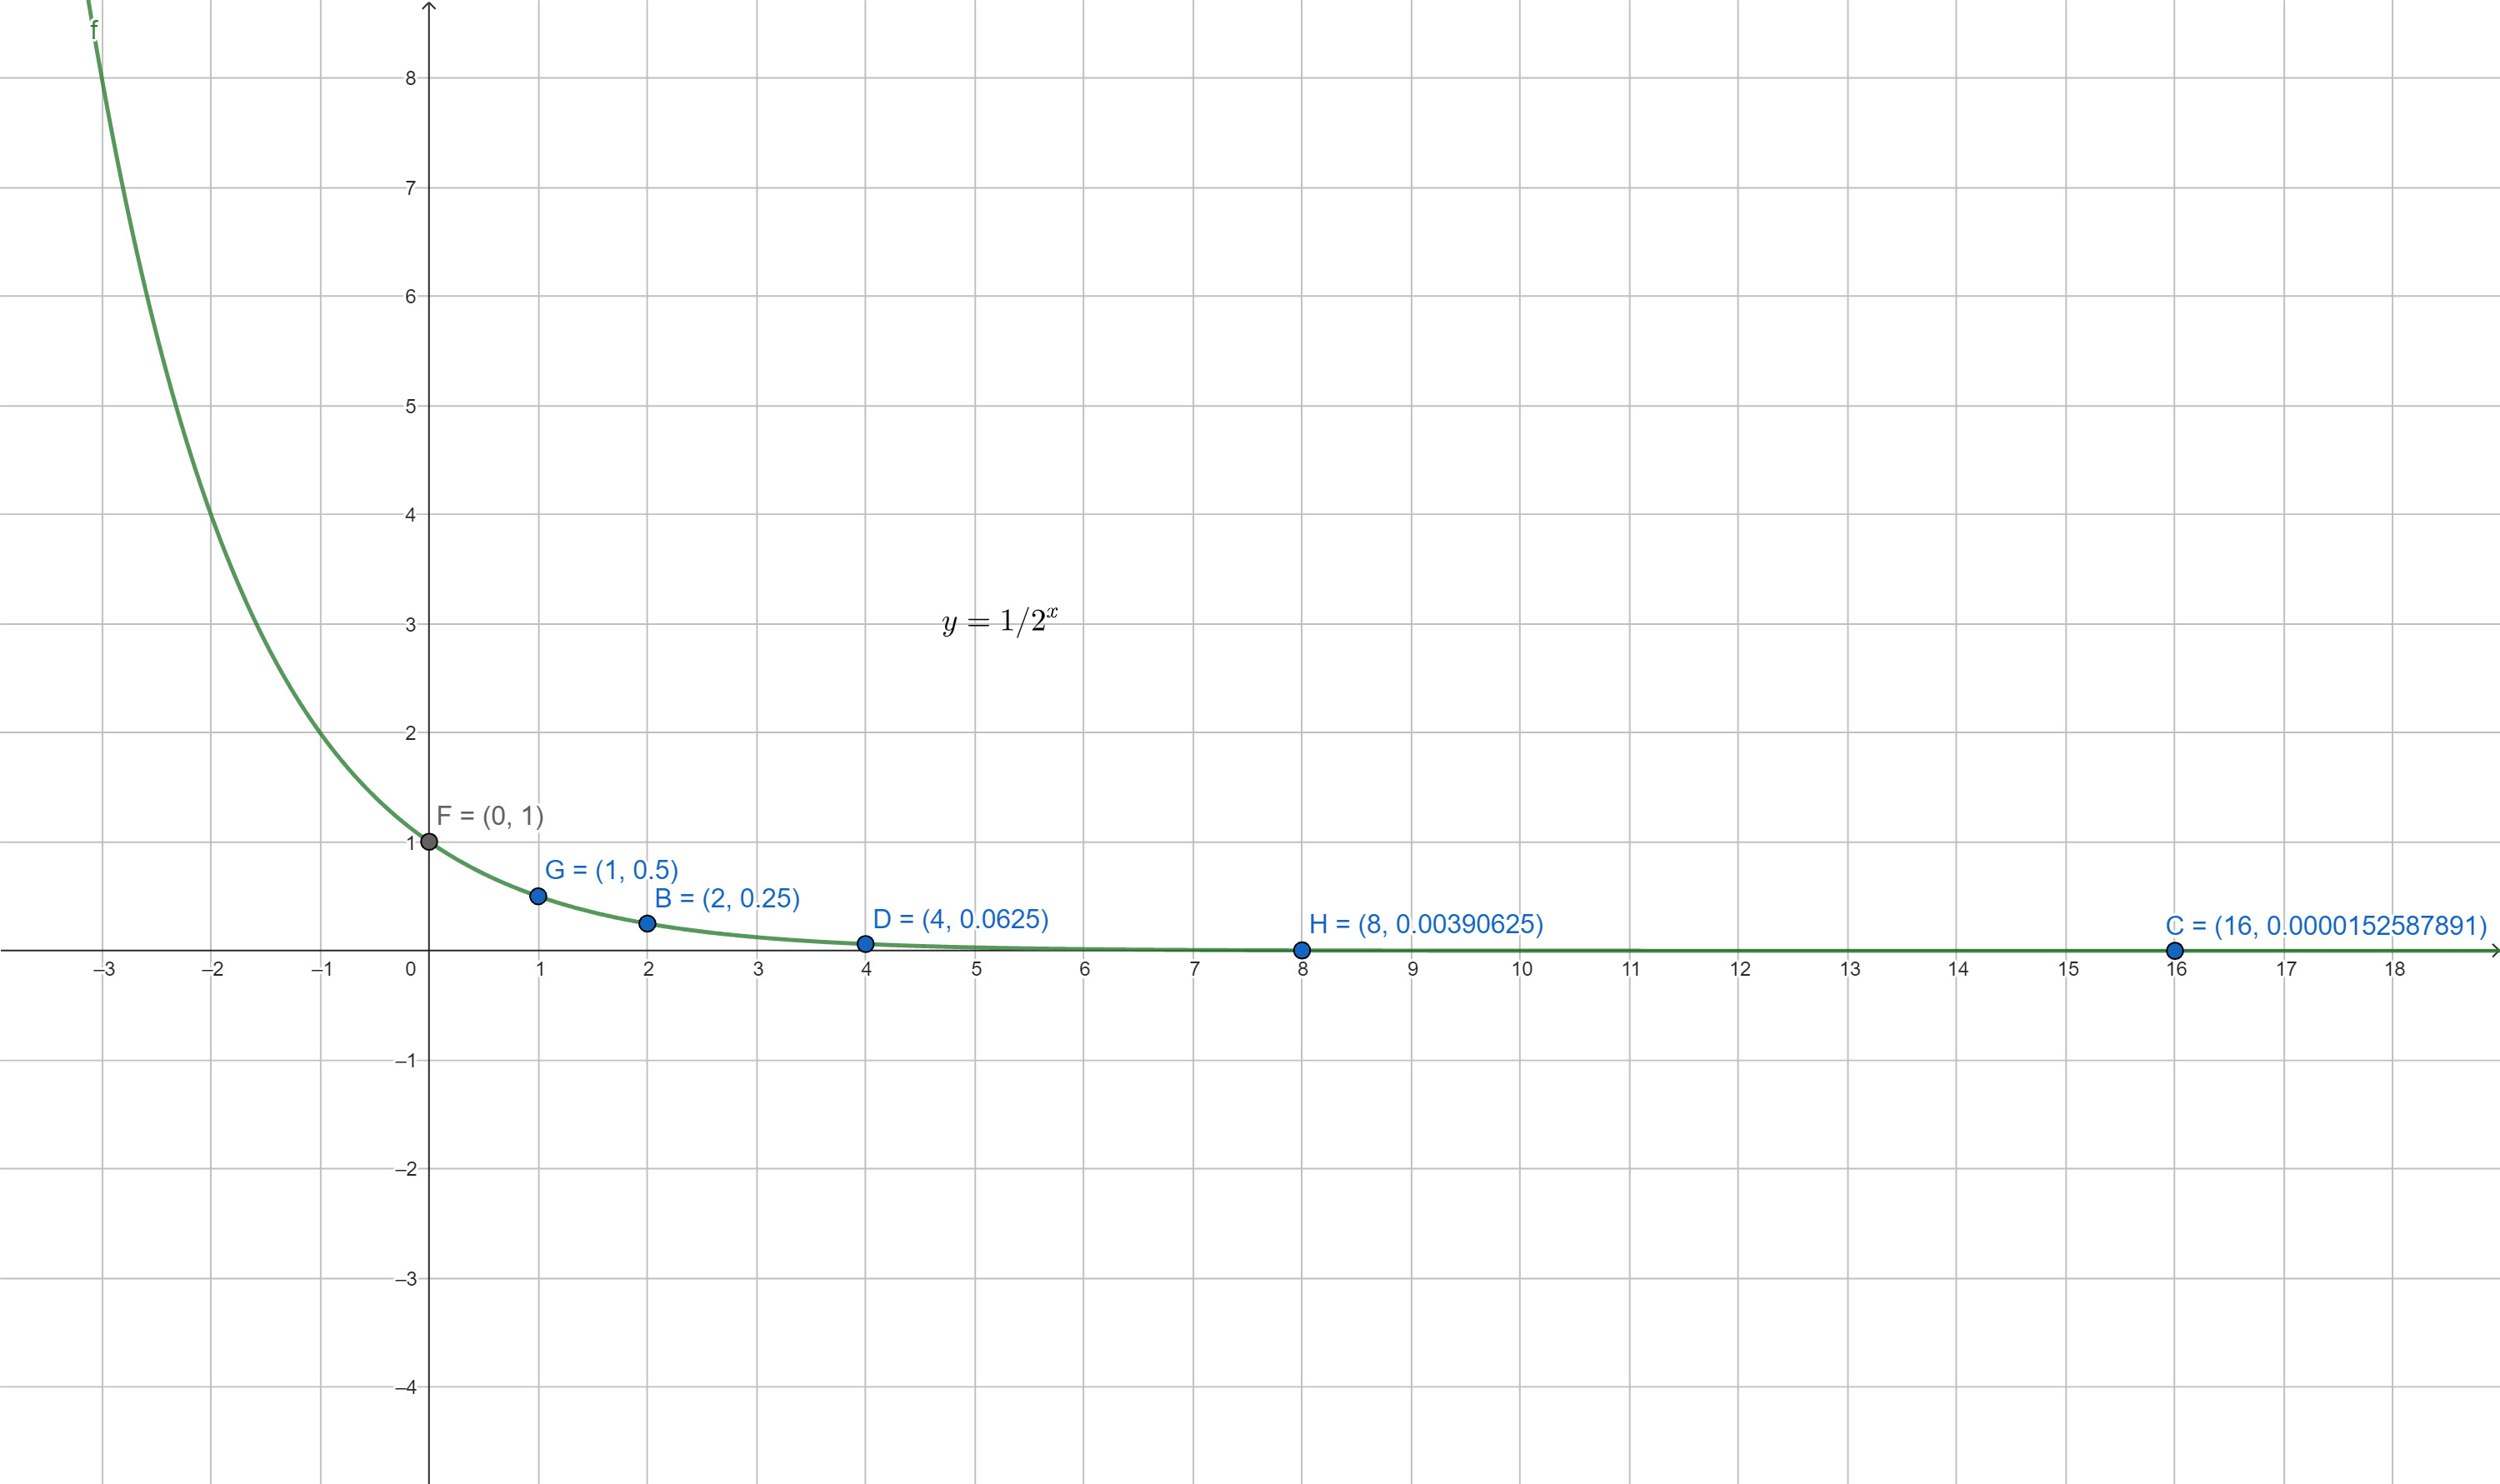 f
8
7
6
5
4
y = 1/2^x
3
2
F = (0, 1)
1
G = (1, 0.5)
B = (2, 0.25)
D = (4, 0.0625)
H = (8, 0.00390625)
C = (16, 0.0000152587891)
–3 –2 –1 0 1 2 3 4 5 6 7 8 9 10 11 12 13 14 15 16 17 18
–1
–2
–3
–4